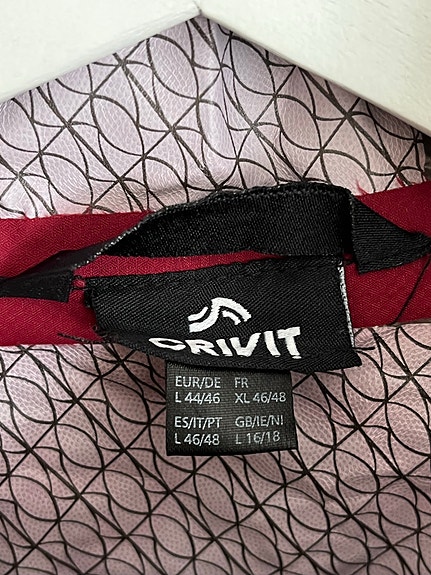 CRIVIT
EUR/DE FR
L 44/46 XL 46/48
ES/IT/PT GB/IE/NI
L 46/48 L 16/18